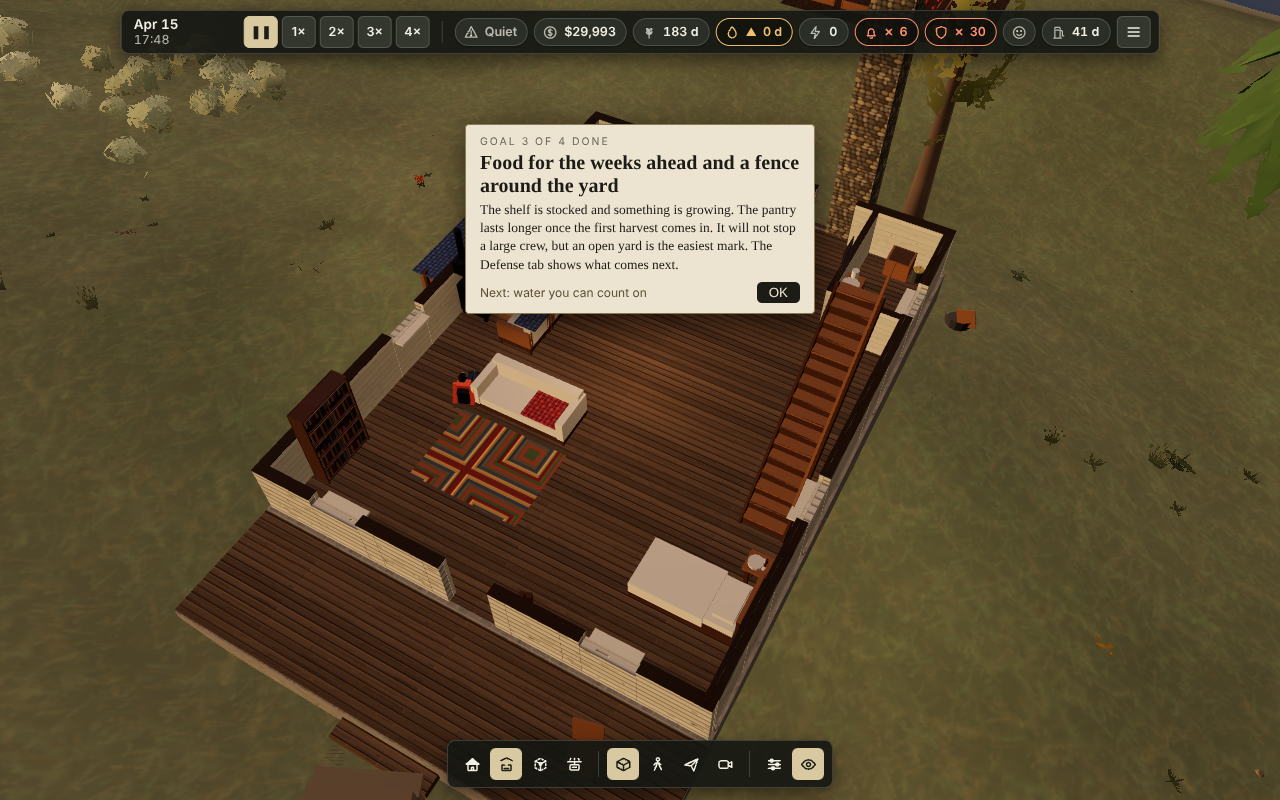 Apr 15
17:48
1×
2×
3×
4×
Quiet
$29,993
183 d
0 d
0
× 6
× 30
41 d
GOAL 3 OF 4 DONE
Food for the weeks ahead and a fence
around the yard
The shelf is stocked and something is growing. The pantry
lasts longer once the first harvest comes in. It will not stop
a large crew, but an open yard is the easiest mark. The
Defense tab shows what comes next.
Next: water you can count on
OK